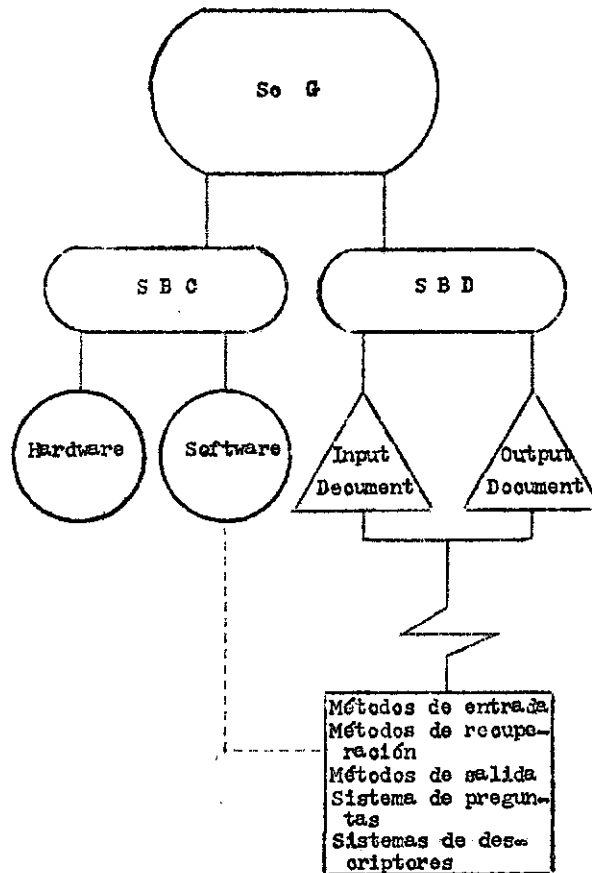 So G
S B C
S B D
Hardware
Software
Input
Document
Output
Document
Métodos de entrada
Métodos de recupe-
ración
Métodos de salida
Sistema de pregun-
tas
Sistemas de des-
criptores